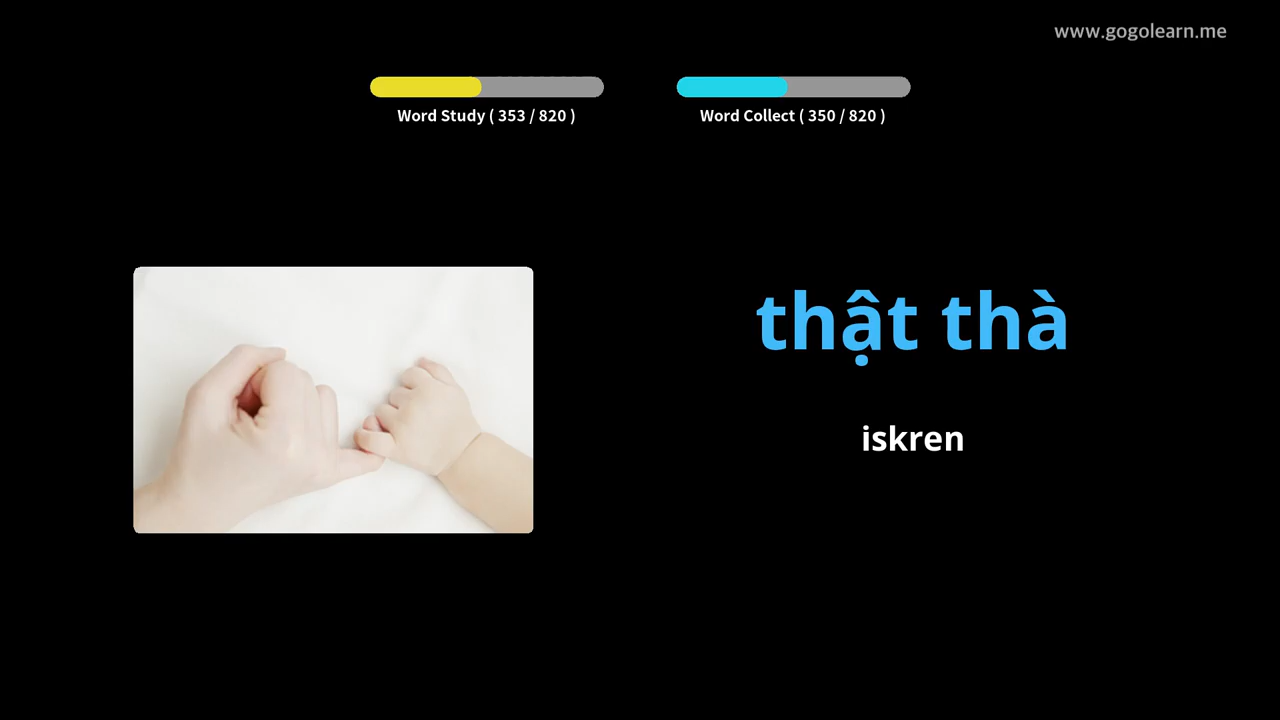 www.gogolearn.me
Word Study ( 353 / 820 )
Word Collect ( 350 / 820 )
thật thà
iskren